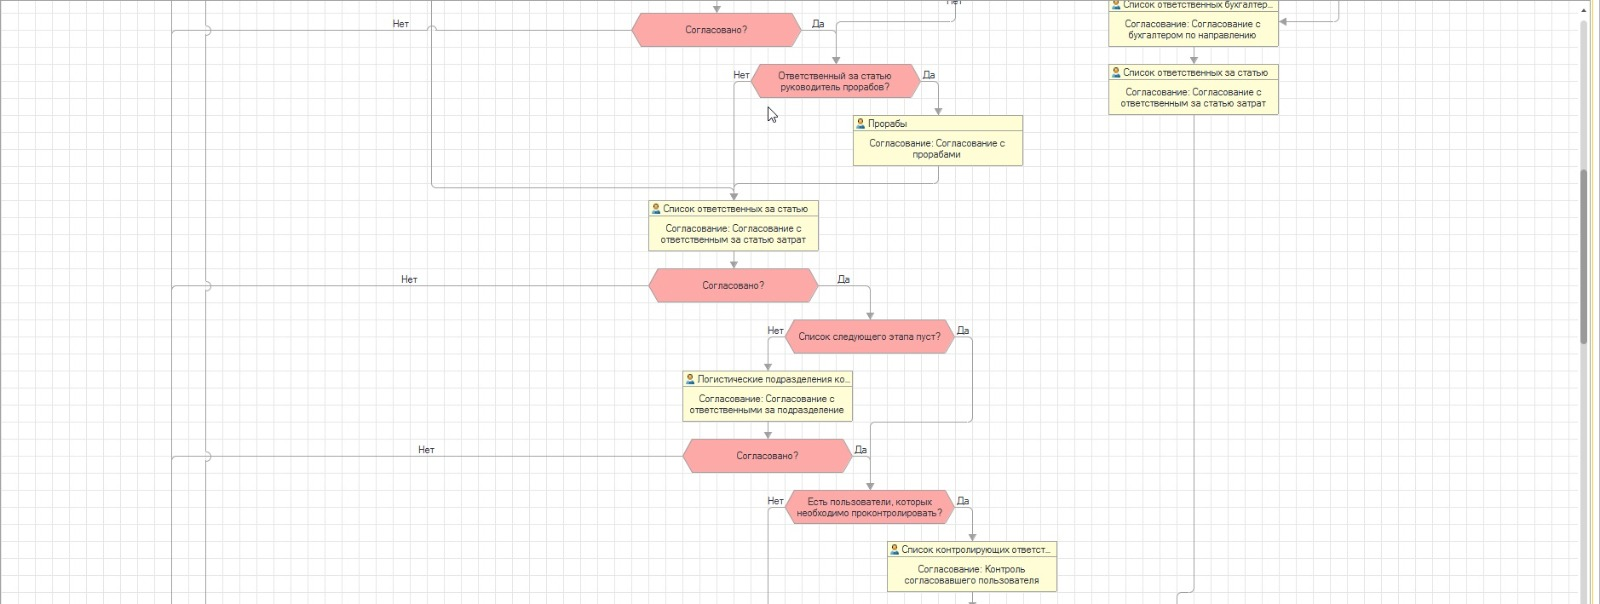 Нет
Список ответственных бухгалтер...
Нет
Согласовано?
Да
Согласование: Согласование с
бухгалтером по направлению
Нет
Ответственный за статью
руководитель прорабов?
Да
Список ответственных за статью
Согласование: Согласование с
ответственным за статью затрат
Прорабы
Согласование: Согласование с
прорабами
Список ответственных за статью
Согласование: Согласование с
ответственным за статью затрат
Нет
Согласовано?
Да
Нет
Список следующего этапа пуст?
Да
Логистические подразделения ко...
Согласование: Согласование с
ответственными за подразделение
Нет
Согласовано?
Да
Нет
Есть пользователи, которых
необходимо проконтролировать?
Да
Список контролирующих ответст...
Согласование: Контроль
согласовавшего пользователя